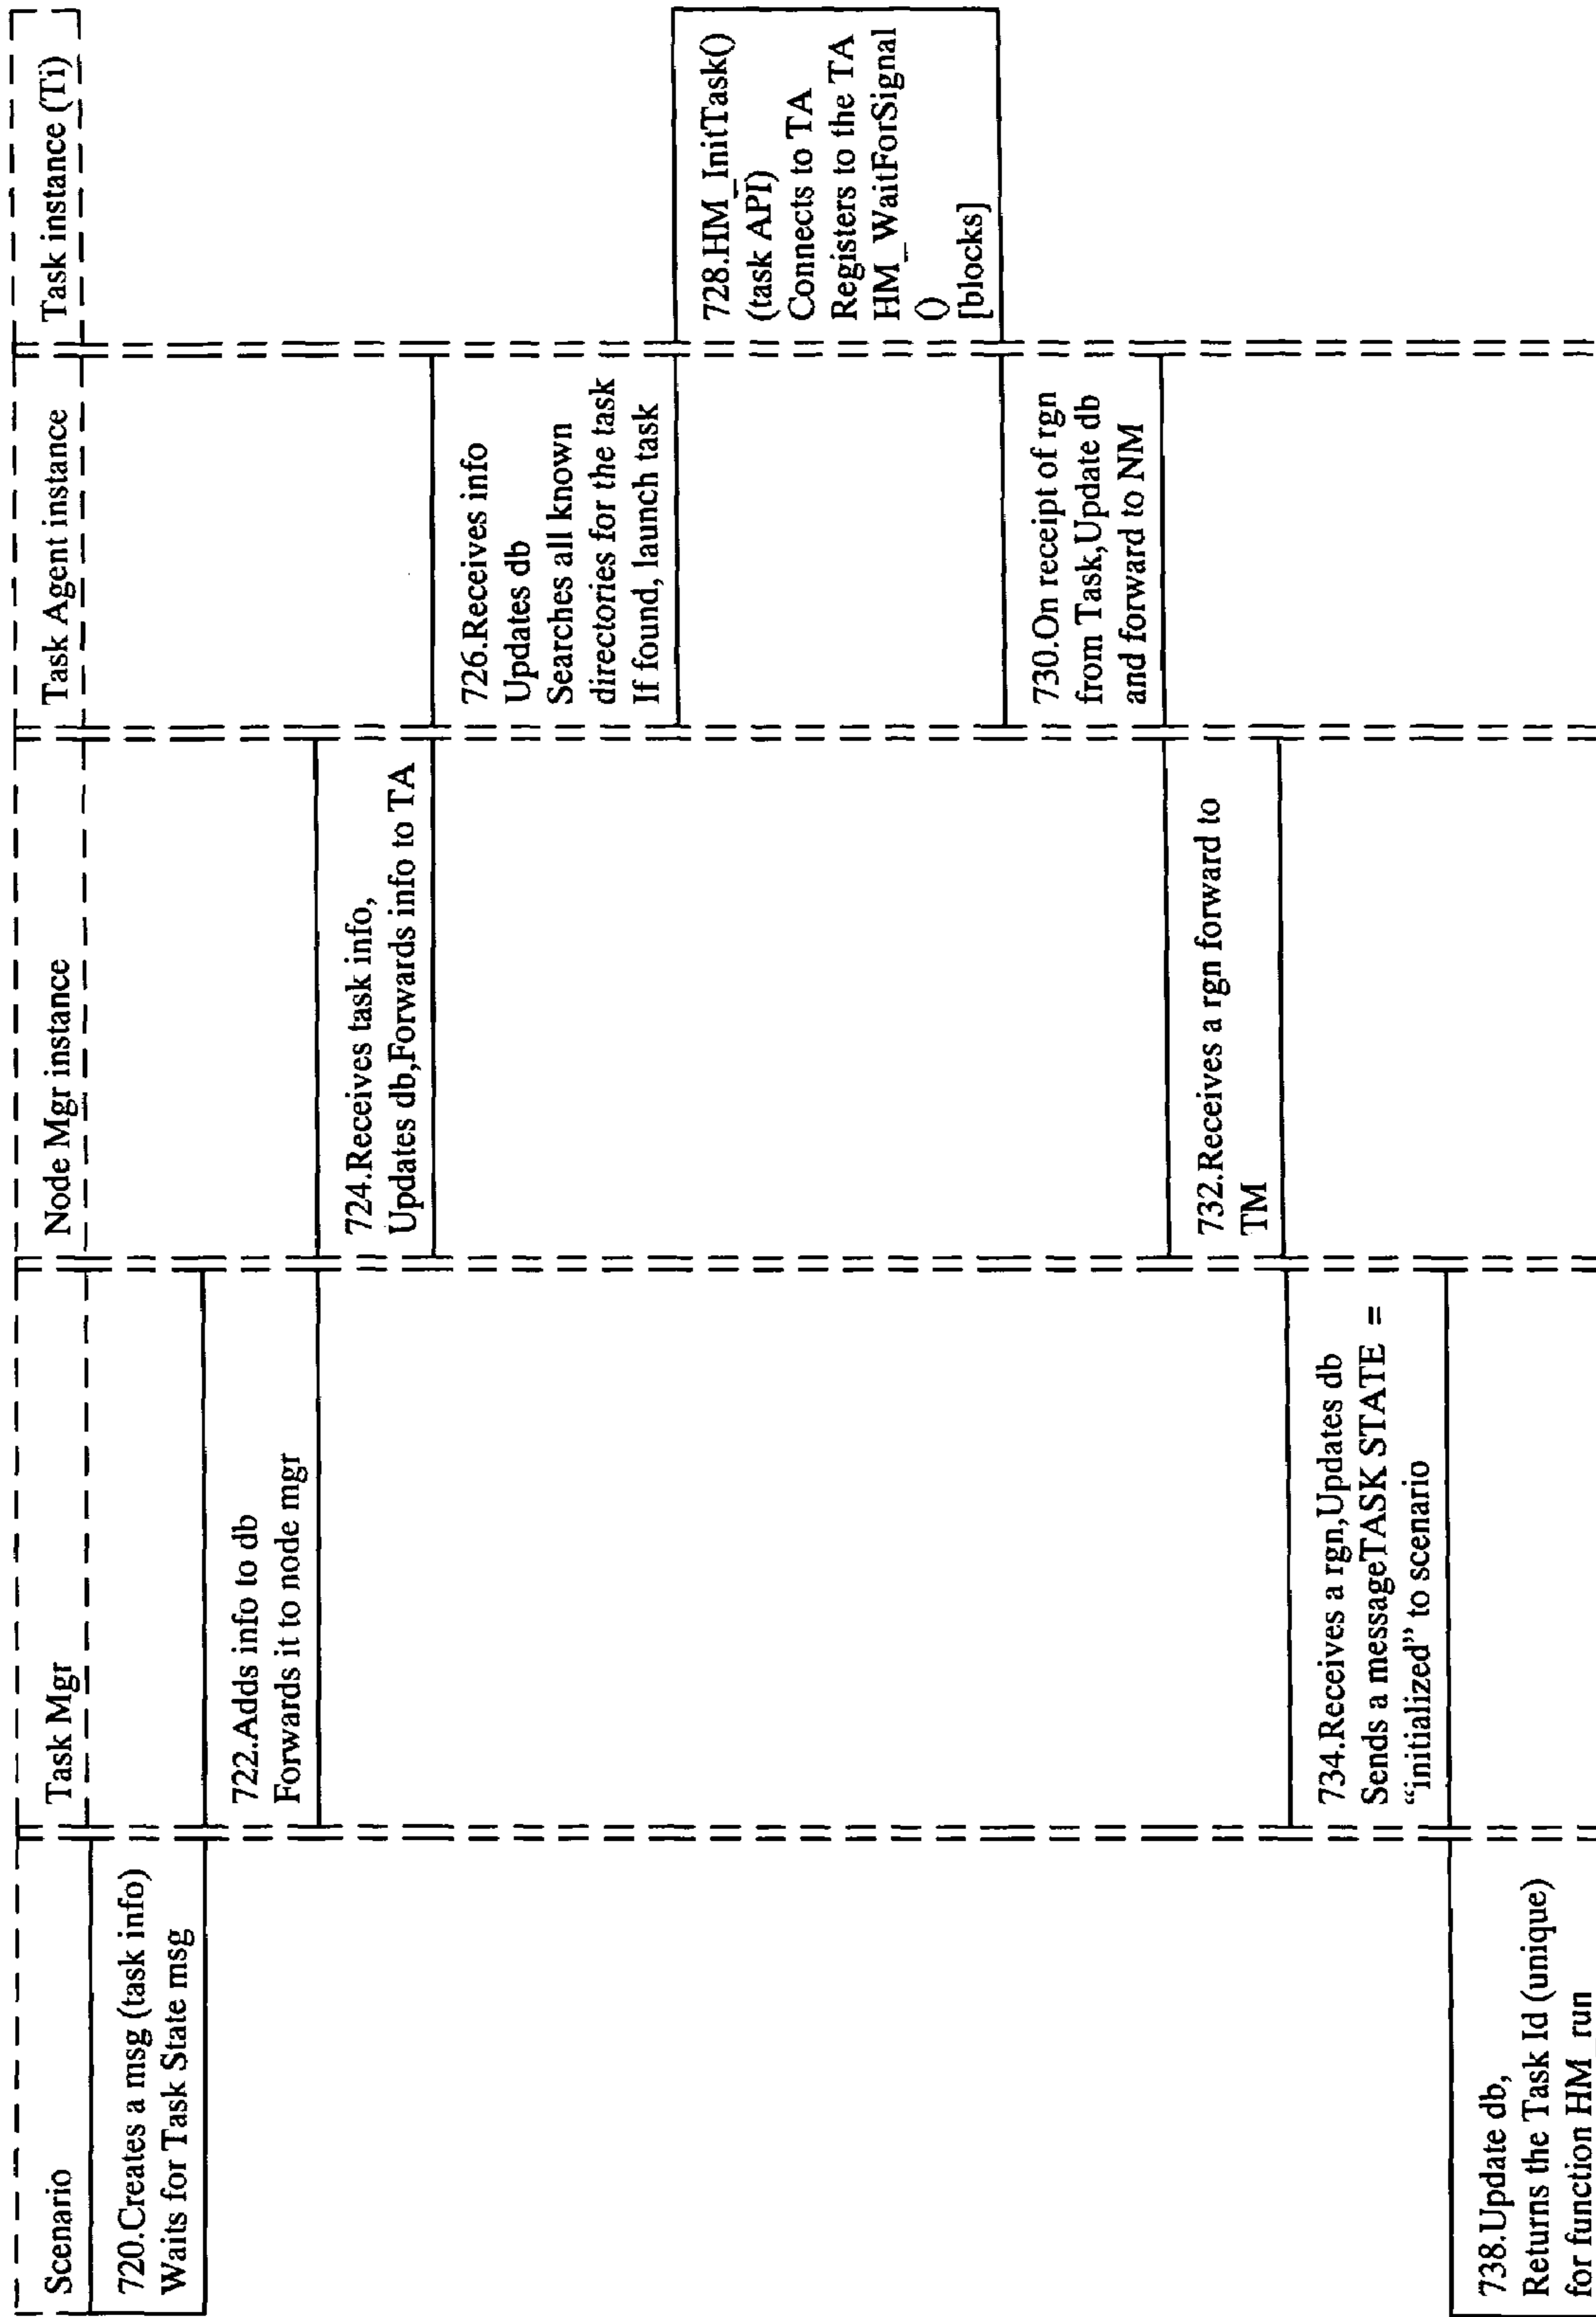 Scenario
Task Mgr
Node Mgr instance
Task Agent instance
Task instance (Ti)
720.Creates a msg (task info)
Waits for Task State msg
722.Adds info to db
Forwards it to node mgr
724.Receives task info,
Updates db,Forwards info to TA
726.Receives info
Updates db
Searches all known
directories for the task
If found, launch task
728.HM_InitTask()
(task API)
Connects to TA
Registers to the TA
HM_WaitForSignal
()
[blocks]
730.On receipt of rgn
from Task,Update db
and forward to NM
732.Receives a rgn forward to
TM
734.Receives a rgn,Updates db
Sends a messageTASK STATE =
“initialized” to scenario
738.Update db,
Returns the Task Id (unique)
for function HM_run